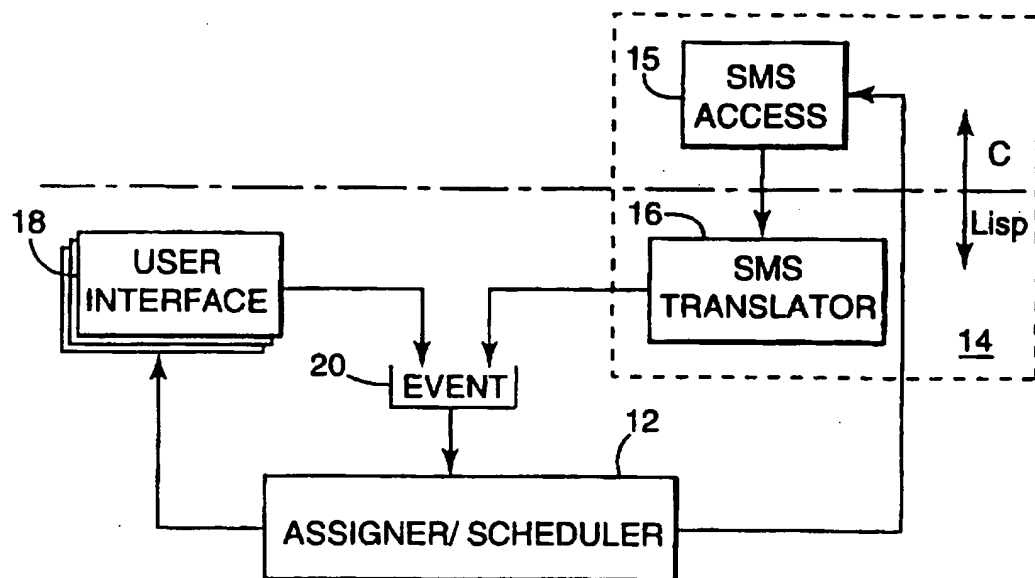 15
SMS
ACCESS
C
Lisp
18
USER
INTERFACE
16
SMS
TRANSLATOR
14
20
EVENT
12
ASSIGNER/ SCHEDULER